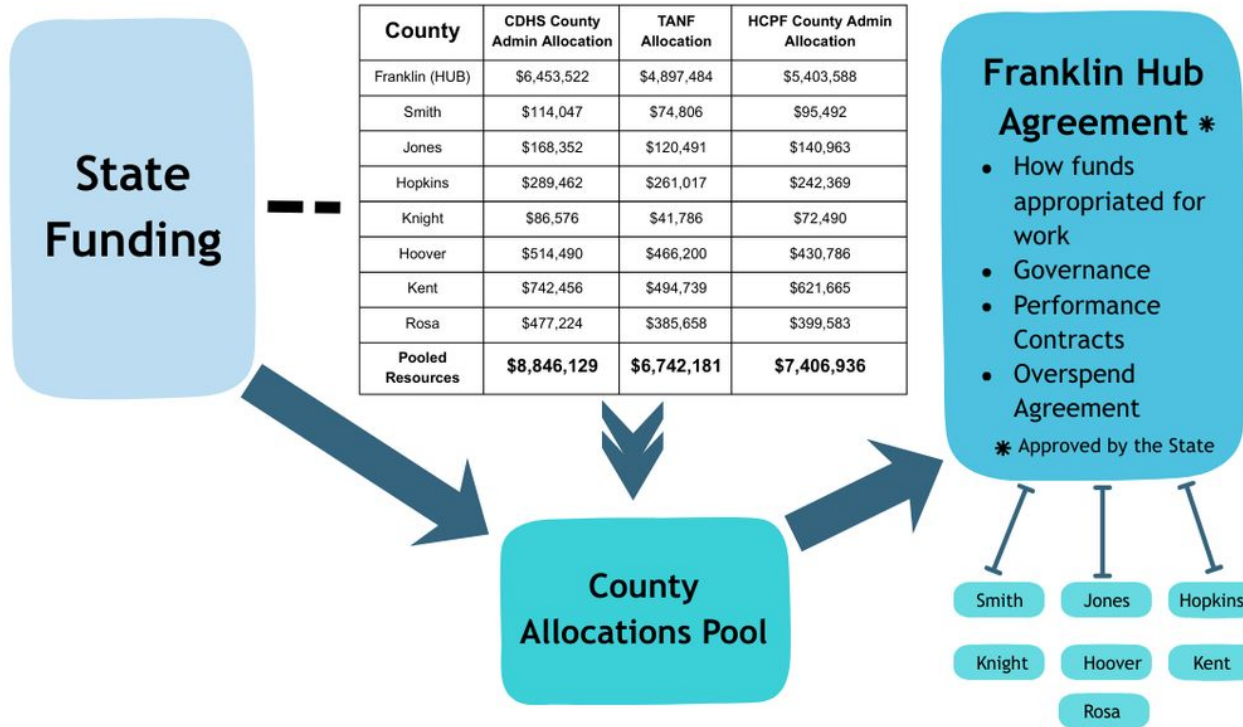 State
Funding
County CDHS County Admin Allocation TANF Allocation HCPF County Admin Allocation
Franklin (HUB) $6,453,522 $4,897,484 $5,403,588
Smith $114,047 $74,806 $95,492
Jones $168,352 $120,491 $140,963
Hopkins $289,462 $261,017 $242,369
Knight $86,576 $41,786 $72,490
Hoover $514,490 $466,200 $430,786
Kent $742,456 $494,739 $621,665
Rosa $477,224 $385,658 $399,583
Pooled Resources $8,846,129 $6,742,181 $7,406,936
County
Allocations Pool
Franklin Hub
Agreement *
• How funds
appropriated for
work
• Governance
• Performance
Contracts
• Overspend
Agreement
* Approved by the State
Smith Jones Hopkins
Knight Hoover Kent
Rosa